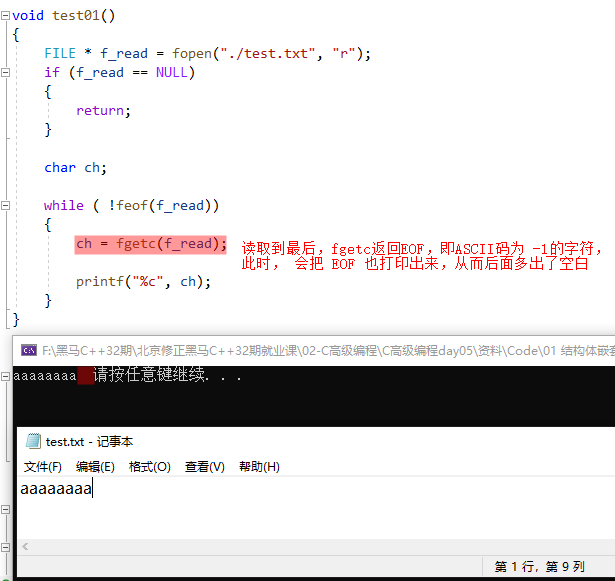 void test01()
{
FILE * f_read = fopen("./test.txt", "r");
if (f_read == NULL)
{
return;
}
char ch;
while ( !feof(f_read))
{
ch = fgetc(f_read);
读取到最后，fgetc返回EOF，即ASCII码为 -1的字符，
此时， 会把 EOF 也打印出来，从而后面多出了空白
printf("%c", ch);
}
}
F:\黑马C++32期\北京修正黑马C++32期就业课\02-C高级编程\C高级编程day05\资料\Code\01 结构体嵌套
aaaaaaaa 请按任意键继续. . .
test.txt - 记事本
文件(F) 编辑(E) 格式(O) 查看(V) 帮助(H)
aaaaaaaa
第 1 行，第 9 列